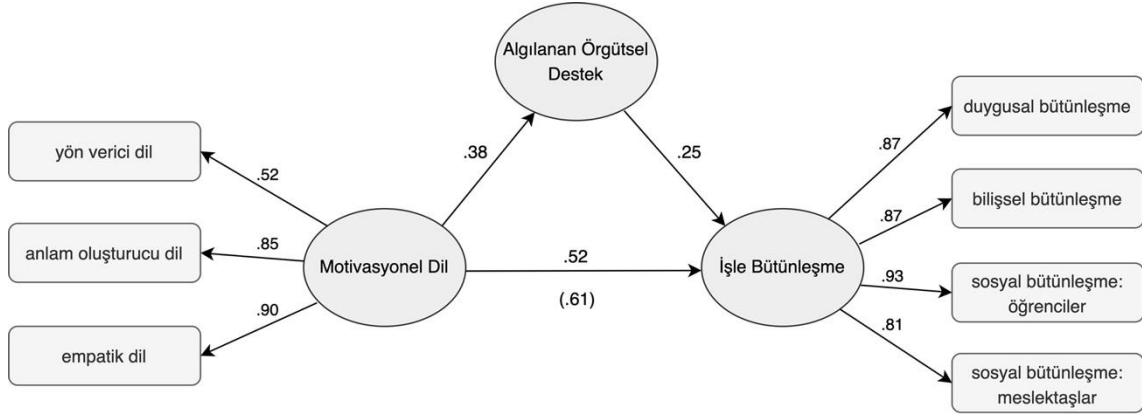 Algılanan Örgütsel
Destek
yön verici dil
anlam oluşturucu dil
empatik dil
.52
.85
.90
Motivasyonel Dil
.38
.25
.52
(.61)
İşle Bütünleşme
.87
.87
.93
.81
duygusal bütünleşme
bilişsel bütünleşme
sosyal bütünleşme:
öğrenciler
sosyal bütünleşme:
meslektaşlar